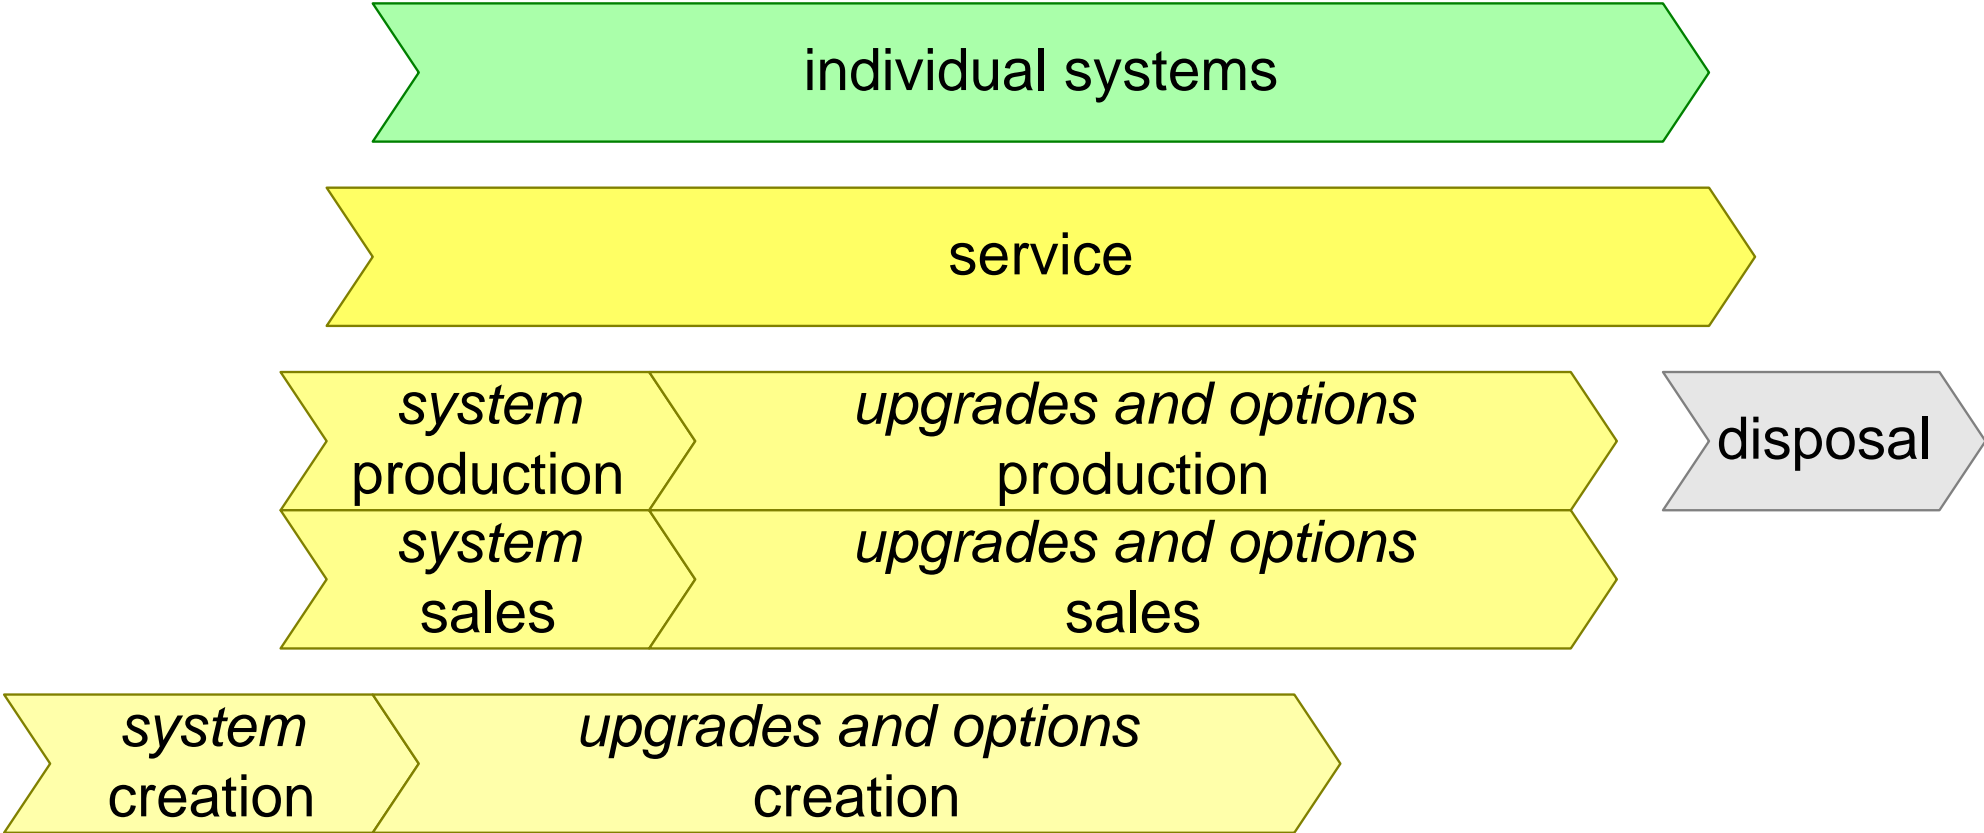 individual systems
service
system
production
upgrades and options
production
disposal
system
sales
upgrades and options
sales
system
creation
upgrades and options
creation